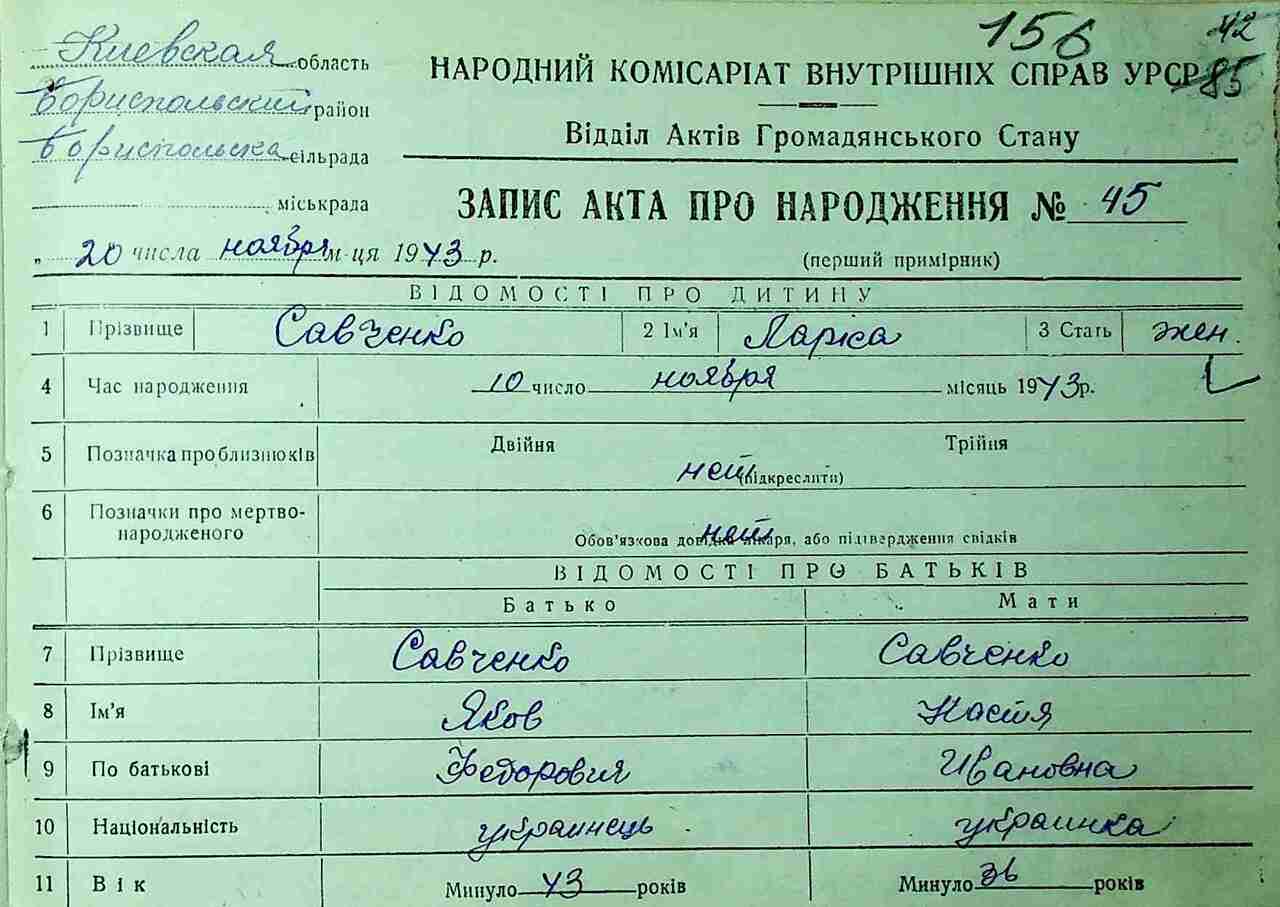 156 42
85
Киевская область
Бориспольский район
Бориспольска сільрада
міськрада
НАРОДНИЙ КОМІСАРІАТ ВНУТРІШНІХ СПРАВ УРСР
Відділ Актів Громадянського Стану
ЗАПИС АКТА ПРО НАРОДЖЕННЯ № 45
„ 20 числа ноября м-ця 1943 р.
(перший примірник)
ВІДОМОСТІ ПРО ДИТИНУ
1 Прізвище Савченко 2 Ім'я Ларіса 3 Стать жен.
4 Час народження 10 число ноября місяць 1943р.
5 Позначка про близнюків Двійня Трійня
нет (підкреслити)
6 Позначки про мертво-
народженого нет
Обов'язкова довідка лікаря, або підтвердження свідків
ВІДОМОСТІ ПРО БАТЬКІВ
Батько Мати
7 Прізвище Савченко Савченко
8 Ім'я Яков Настя
9 По батькові Федорович Ивановна
10 Національність украинець украинка
11 Вік Минуло 43 років Минуло 36 років